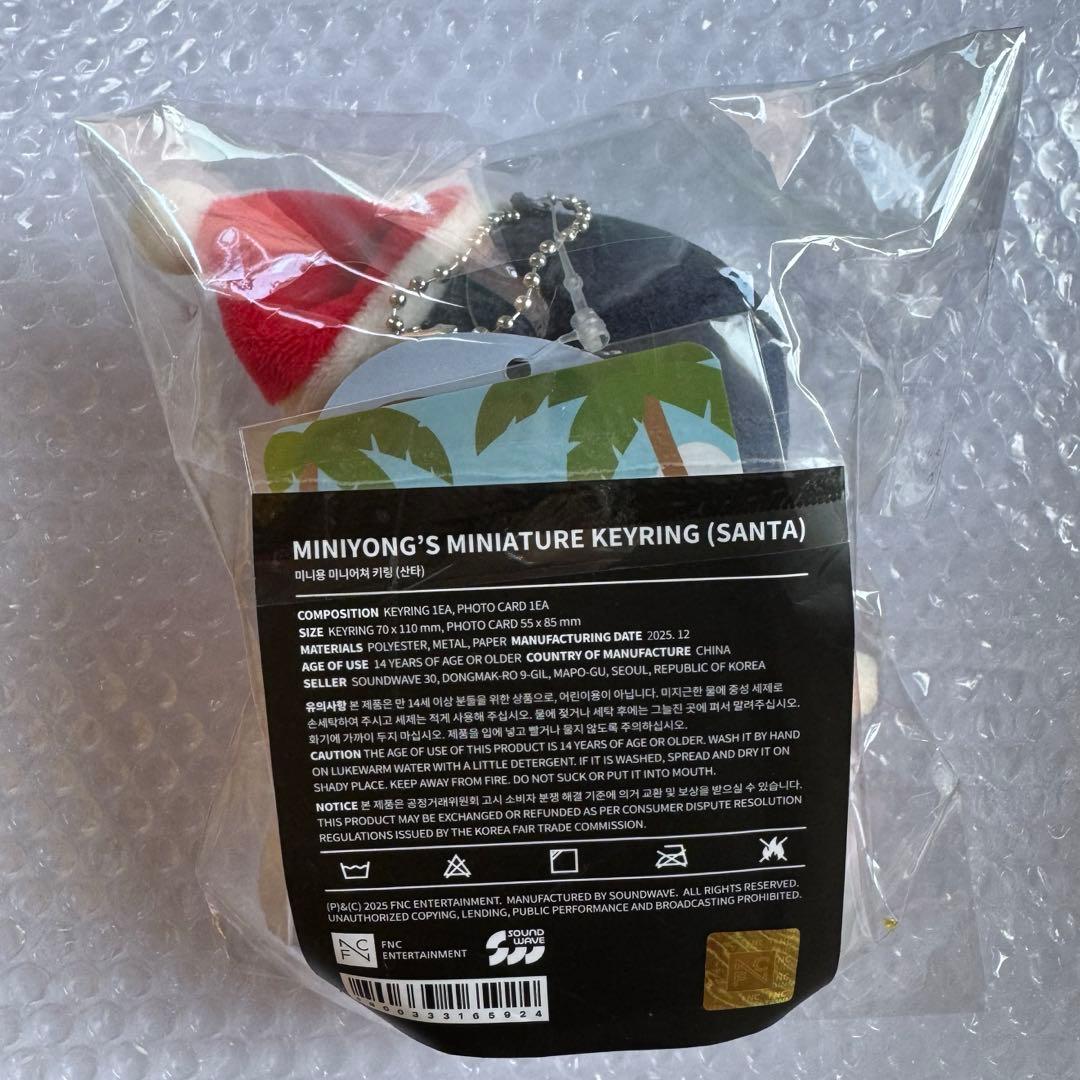 MINIYONG'S MINIATURE KEYRING (SANTA)
미니용 미니어쳐 키링 (산타)
COMPOSITION KEYRING 1EA, PHOTO CARD 1EA
SIZE KEYRING 70 x 110 mm, PHOTO CARD 55 x 85 mm
MATERIALS POLYESTER, METAL, PAPER MANUFACTURING DATE 2025. 12
AGE OF USE 14 YEARS OF AGE OR OLDER COUNTRY OF MANUFACTURE CHINA
SELLER SOUNDWAVE 30, DONGMAK-RO 9-GIL, MAPO-GU, SEOUL, REPUBLIC OF KOREA
유의사항 본 제품은 만 14세 이상 분들을 위한 상품으로, 어린이용이 아닙니다. 미지근한 물에 중성 세제로
손세탁하여 주시고 세제는 적게 사용해 주십시오. 물에 젖거나 세탁 후에는 그늘진 곳에 펴서 말려주십시오.
화기에 가까이 두지 마십시오. 제품을 입에 넣고 빨거나 물지 않도록 주의하십시오.
CAUTION THE AGE OF USE OF THIS PRODUCT IS 14 YEARS OF AGE OR OLDER. WASH IT BY HAND
ON LUKEWARM WATER WITH A LITTLE DETERGENT. IF IT IS WASHED, SPREAD AND DRY IT ON
SHADY PLACE. KEEP AWAY FROM FIRE. DO NOT SUCK OR PUT IT INTO MOUTH.
NOTICE 본 제품은 공정거래위원회 고시 소비자 분쟁 해결 기준에 의거 교환 및 보상을 받으실 수 있습니다.
THIS PRODUCT MAY BE EXCHANGED OR REFUNDED AS PER CONSUMER DISPUTE RESOLUTION
REGULATIONS ISSUED BY THE KOREA FAIR TRADE COMMISSION.
(P)&(C) 2025 FNC ENTERTAINMENT. MANUFACTURED BY SOUNDWAVE. ALL RIGHTS RESERVED.
UNAUTHORIZED COPYING, LENDING, PUBLIC PERFORMANCE AND BROADCASTING PROHIBITED.
FNC
ENTERTAINMENT
SOUND
WAVE